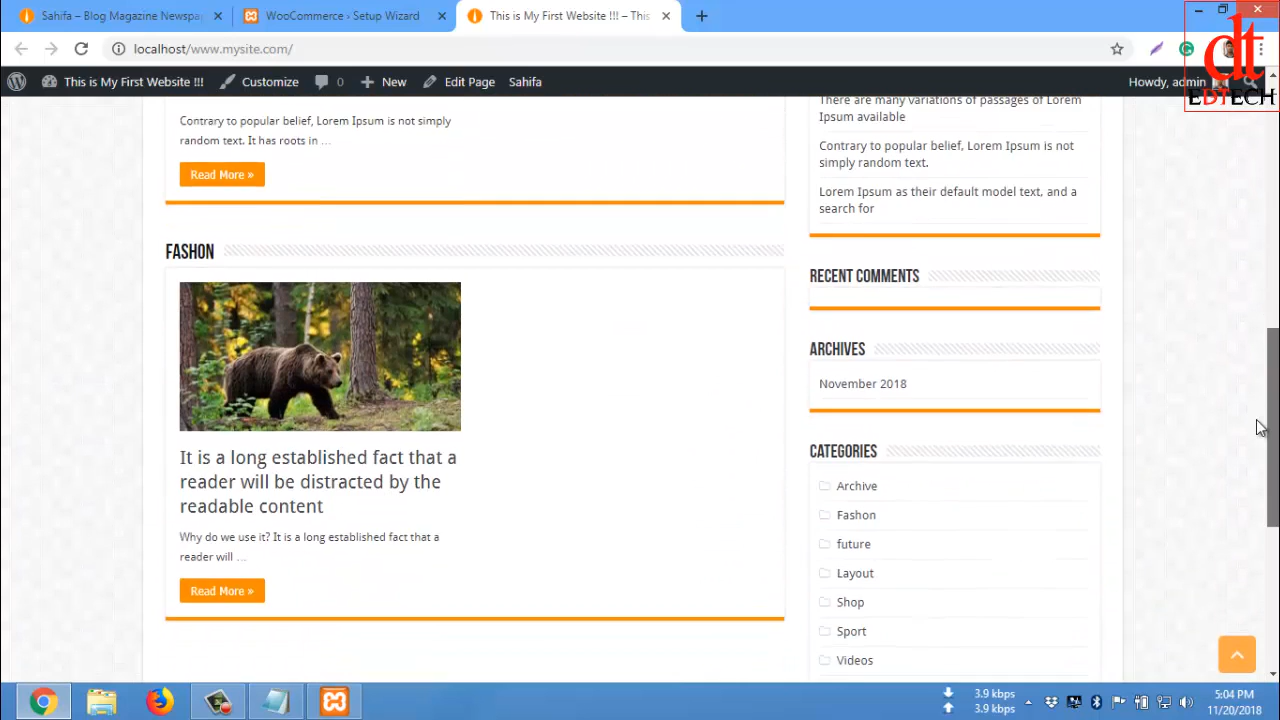 Sahifa – Blog Magazine Newspa
WooCommerce › Setup Wizard
This is My First Website !!! – This
localhost/www.mysite.com/
This is My First Website !!!
Customize
0
New
Edit Page
Sahifa
Howdy, admin
dt
EDTECH
Contrary to popular belief, Lorem Ipsum is not simply
random text. It has roots in …
Read More »
FASHON
It is a long established fact that a
reader will be distracted by the
readable content
Why do we use it? It is a long established fact that a
reader will …
Read More »
There are many variations of passages of Lorem
Ipsum available
Contrary to popular belief, Lorem Ipsum is not
simply random text.
Lorem Ipsum as their default model text, and a
search for
RECENT COMMENTS
ARCHIVES
November 2018
CATEGORIES
Archive
Fashon
future
Layout
Shop
Sport
Videos
3.9 kbps
3.9 kbps
5:04 PM
11/20/2018